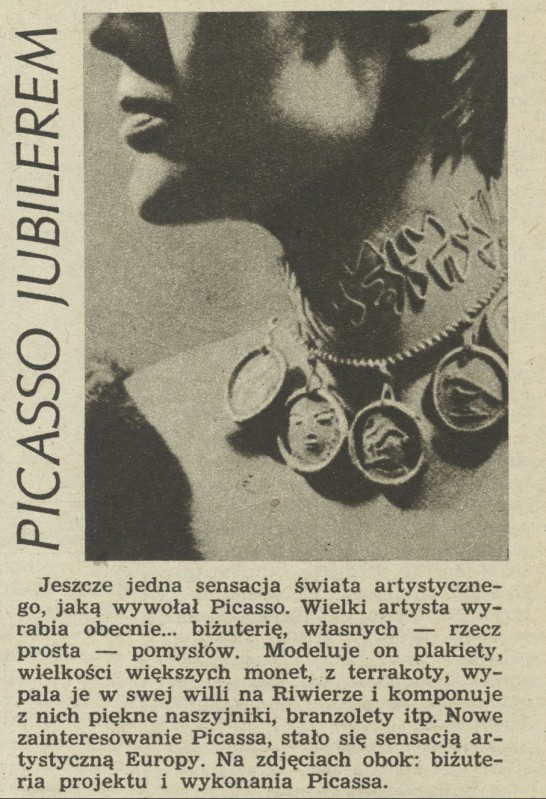 PICASSO JUBILEREM
Jeszcze jedna sensacja świata artystyczne-
go, jaką wywołał Picasso. Wielki artysta wy-
rabia obecnie... biżuterię, własnych — rzecz
prosta — pomysłów. Modeluje on plakiety,
wielkości większych monet, z terrakoty, wy-
pala je w swej willi na Riwierze i komponuje
z nich piękne naszyjniki, branzolety itp. Nowe
zainteresowanie Picassa, stało się sensacją ar-
tystyczną Europy. Na zdjęciach obok: biżute-
ria projektu i wykonania Picassa.